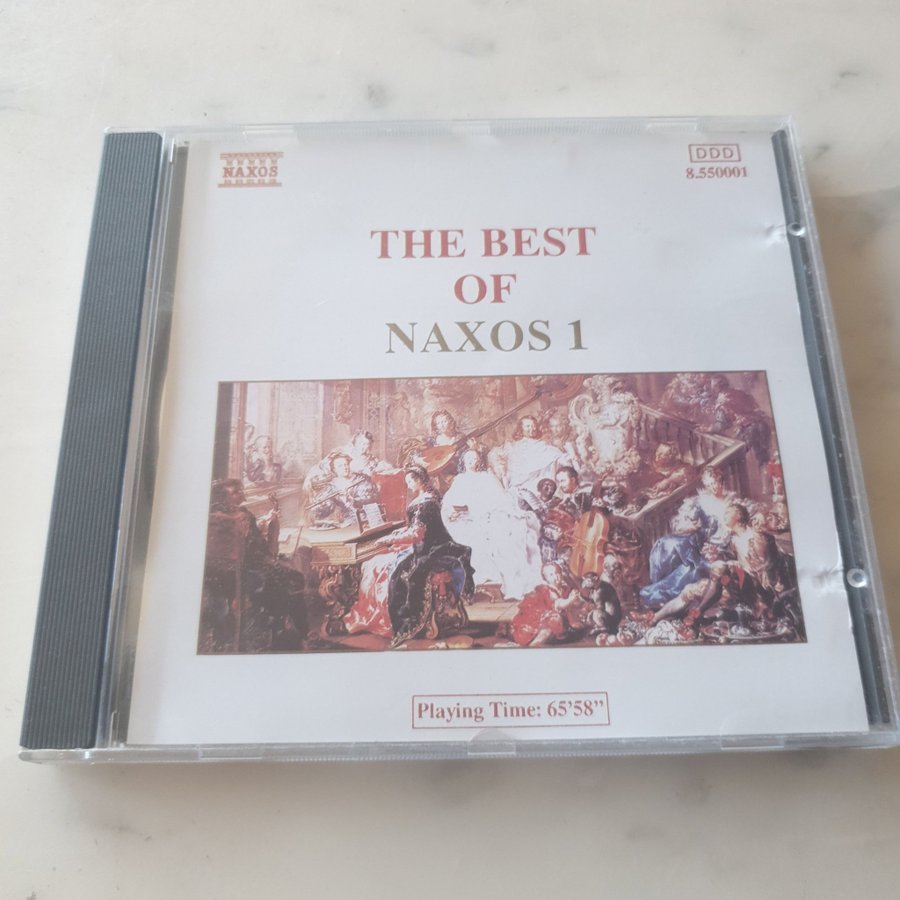 NAXOS
DDD
8.550001
THE BEST
OF
NAXOS 1
Playing Time: 65’58”